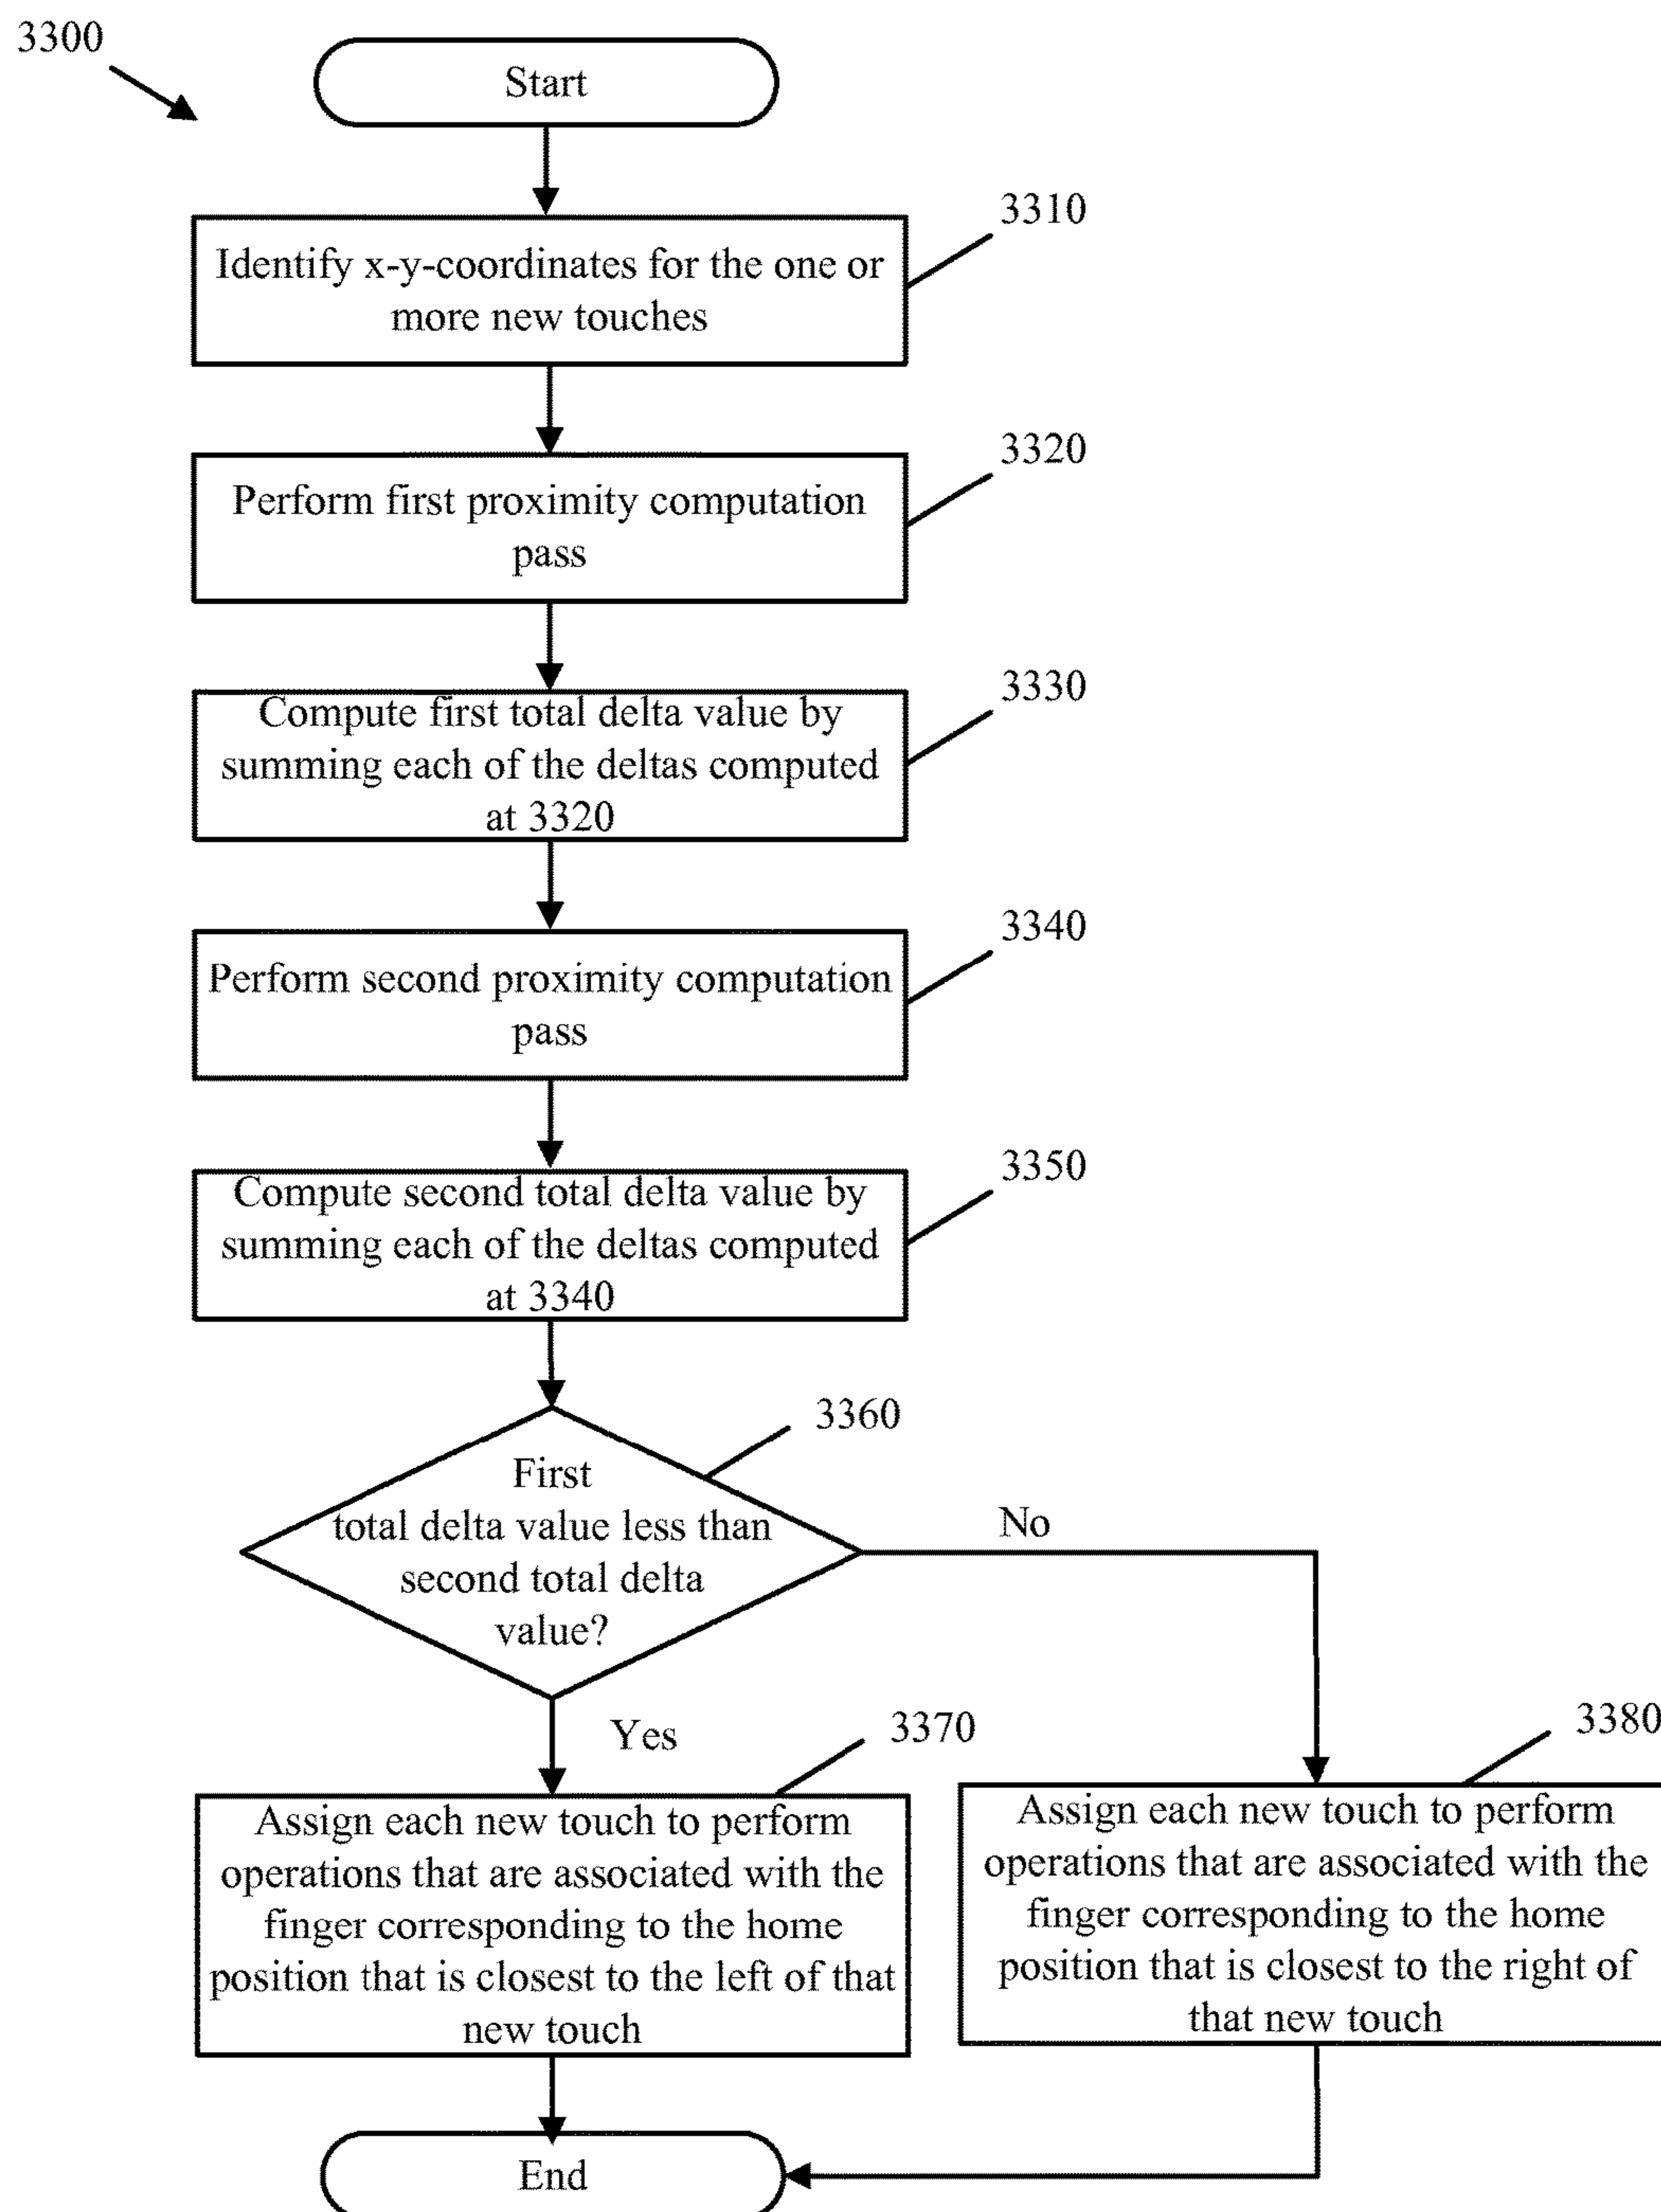 3300
Start
3310
Identify x-y-coordinates for the one or
more new touches
3320
Perform first proximity computation
pass
3330
Compute first total delta value by
summing each of the deltas computed
at 3320
3340
Perform second proximity computation
pass
3350
Compute second total delta value by
summing each of the deltas computed
at 3340
3360
First
total delta value less than
second total delta
value?
No
Yes
3370
Assign each new touch to perform
operations that are associated with the
finger corresponding to the home
position that is closest to the left of that
new touch
3380
Assign each new touch to perform
operations that are associated with the
finger corresponding to the home
position that is closest to the right of
that new touch
End